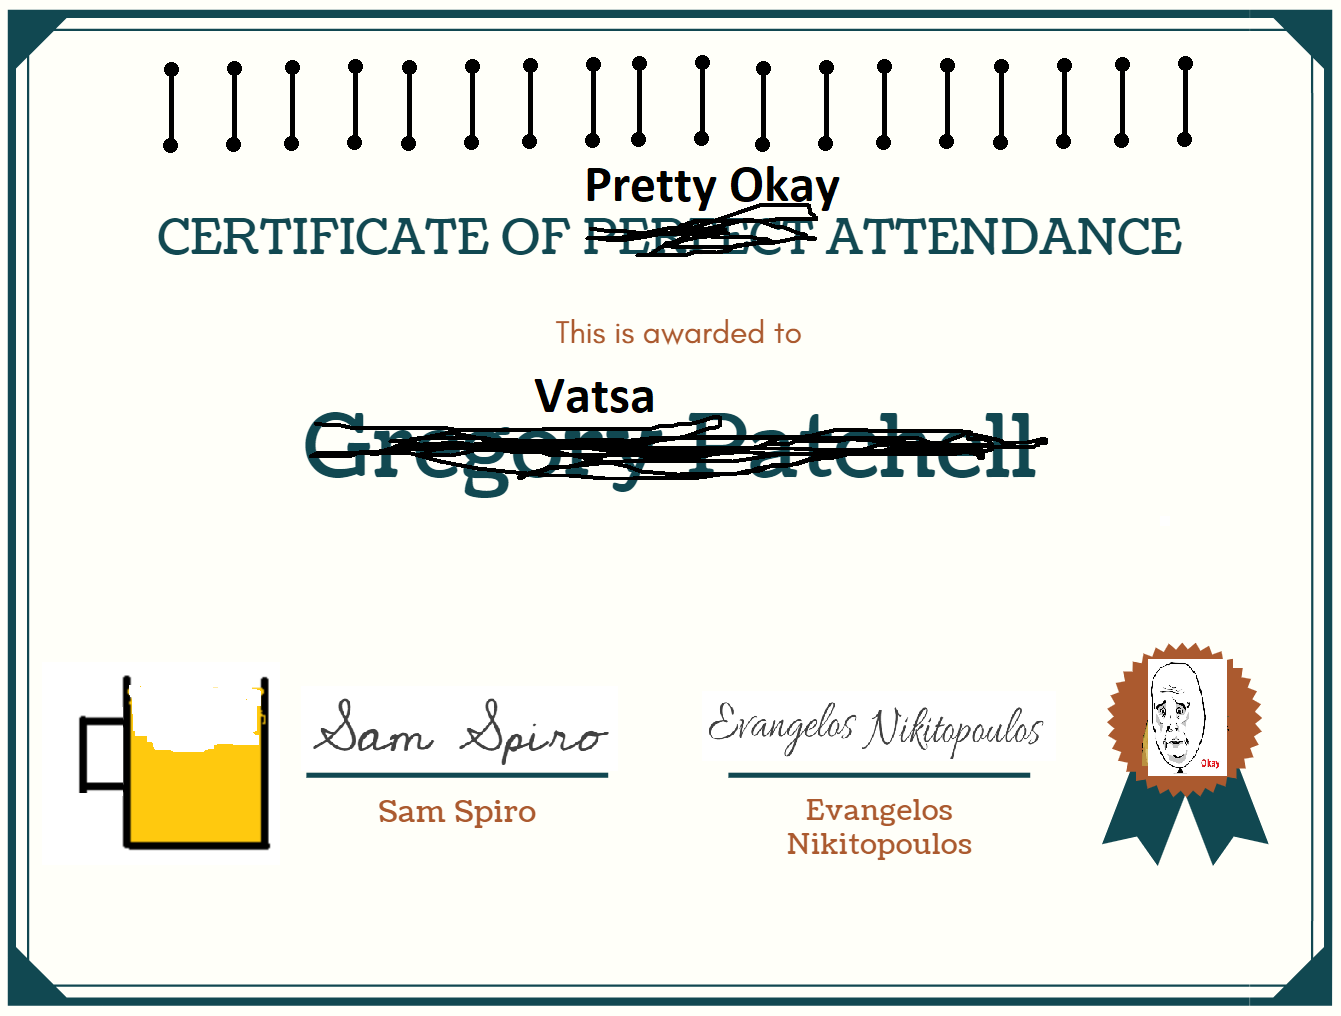 Pretty Okay
CERTIFICATE OF PERFECT ATTENDANCE
This is awarded to
Vatsa
Gregory Patchell
Sam Spiro
Evangelos Nikitopoulos
Okay
Sam Spiro
Evangelos
Nikitopoulos